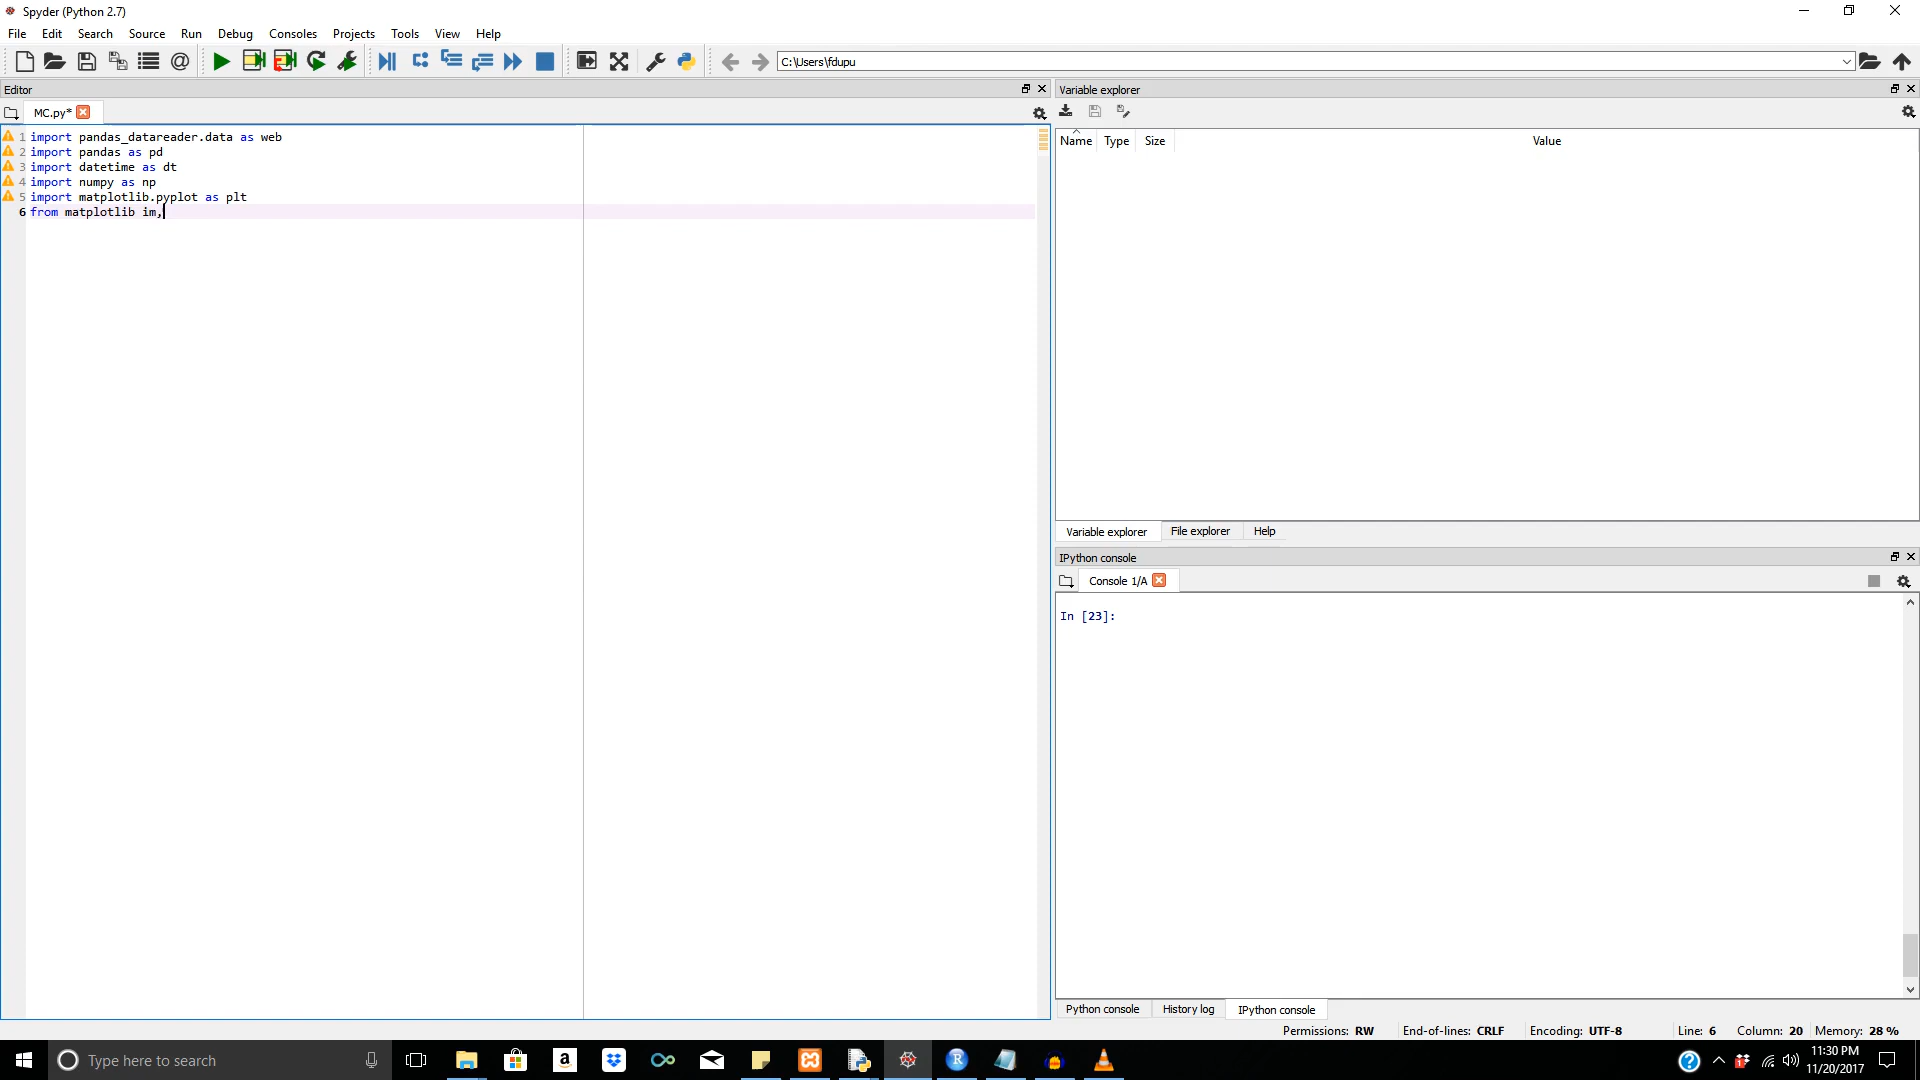 Spyder (Python 2.7)
File Edit Search Source Run Debug Consoles Projects Tools View Help
C:\Users\fdupu
Editor
MC.py*
1 import pandas_datareader.data as web
2 import pandas as pd
3 import datetime as dt
4 import numpy as np
5 import matplotlib.pyplot as plt
6 from matplotlib im,
Variable explorer
Name Type Size Value
Variable explorer File explorer Help
IPython console
Console 1/A
In [23]:
Python console History log IPython console
Permissions: RW End-of-lines: CRLF Encoding: UTF-8 Line: 6 Column: 20 Memory: 28 %
Type here to search
11:30 PM
11/20/2017